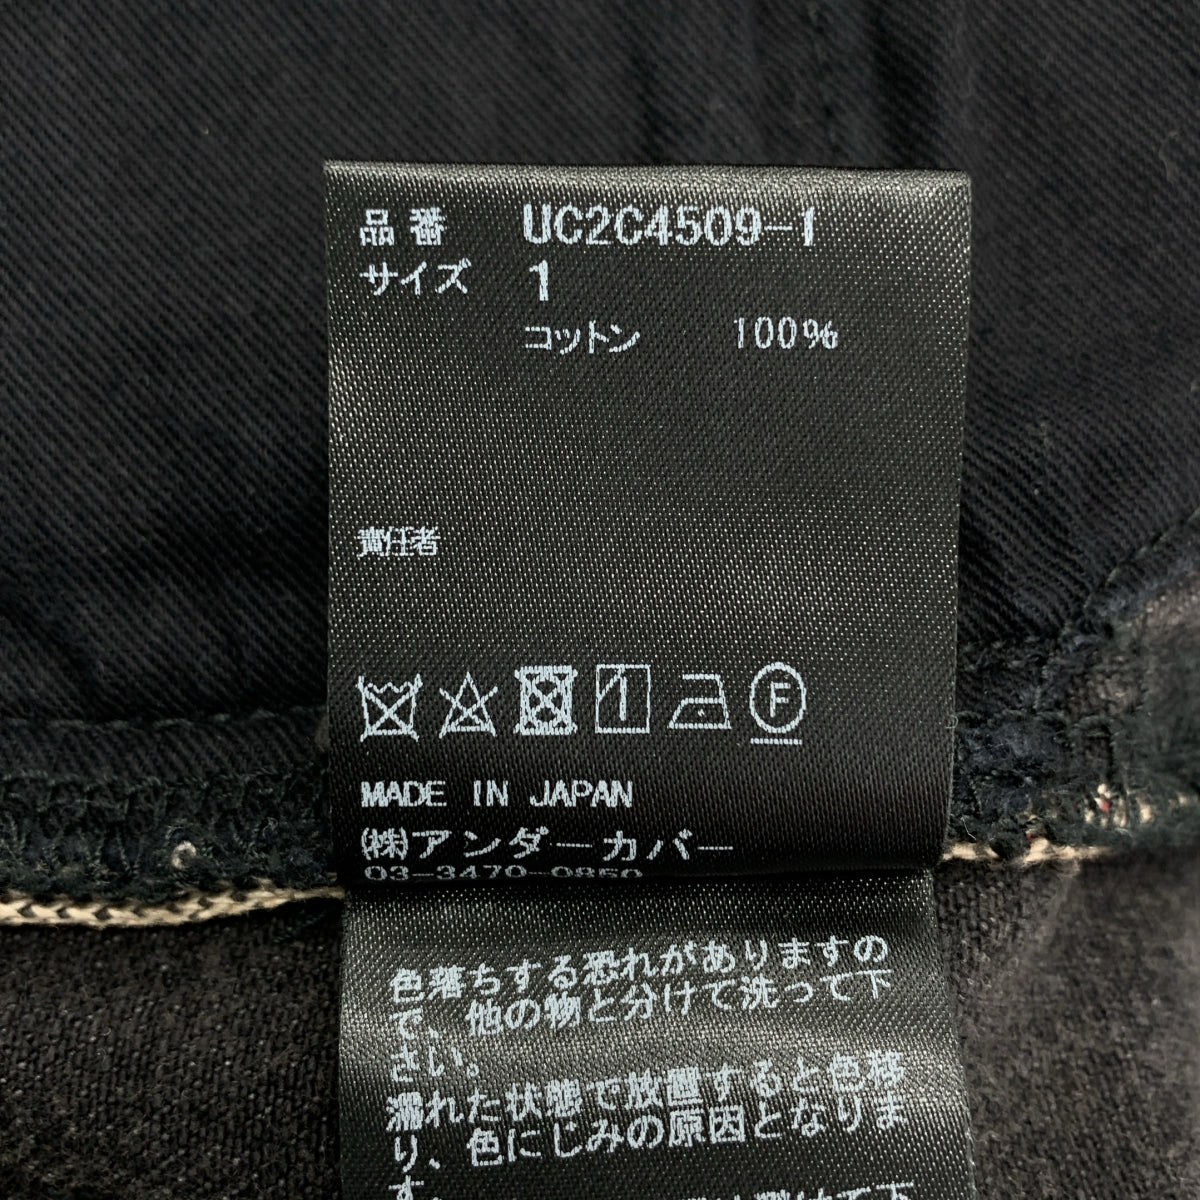 品番 UC2C4509-1
サイズ 1
コットン 100%
責任者
1 F
MADE IN JAPAN
(株)アンダーカバー
03-3470-0850
色落ちする恐れがありますの
で、他の物と分けて洗って下
さい。
濡れた状態で放置すると色移
り、色にじみの原因となりま
す。